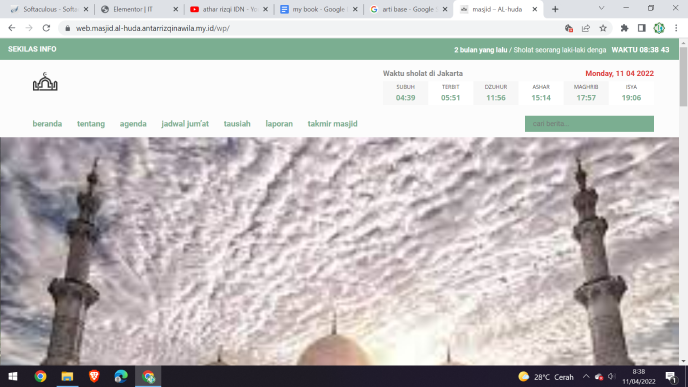 Softaculous - Softac
Elementor | IT
athar rizqi IDN - Yo
my book - Google
arti base - Google S
masjid – AL-huda
web.masjid.al-huda.antarrizqinawila.my.id/wp/
SEKILAS INFO
2 bulan yang lalu / Sholat seorang laki-laki denga
WAKTU 08:38 43
Waktu sholat di Jakarta
Monday, 11 04 2022
SUBUH TERBIT DZUHUR ASHAR MAGHRIB ISYA
04:39 05:51 11:56 15:14 17:57 19:06
beranda tentang agenda jadwal jum'at tausiah laporan takmir masjid
cari berita...
28°C Cerah
8:38
11/04/2022